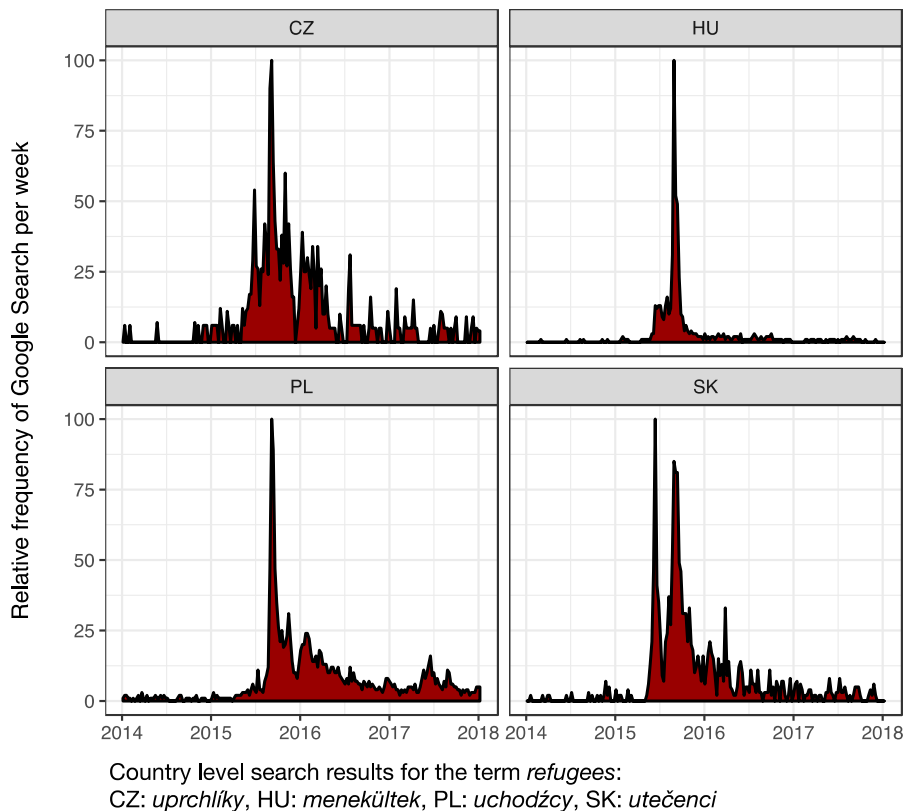 CZ
HU
100
75
50
25
0
PL
SK
100
75
50
25
0
2014 2015 2016 2017 2018 2014 2015 2016 2017 2018
Relative frequency of Google Search per week
Country level search results for the term refugees:
CZ: uprchlíky, HU: menekültek, PL: uchodźcy, SK: utečenci